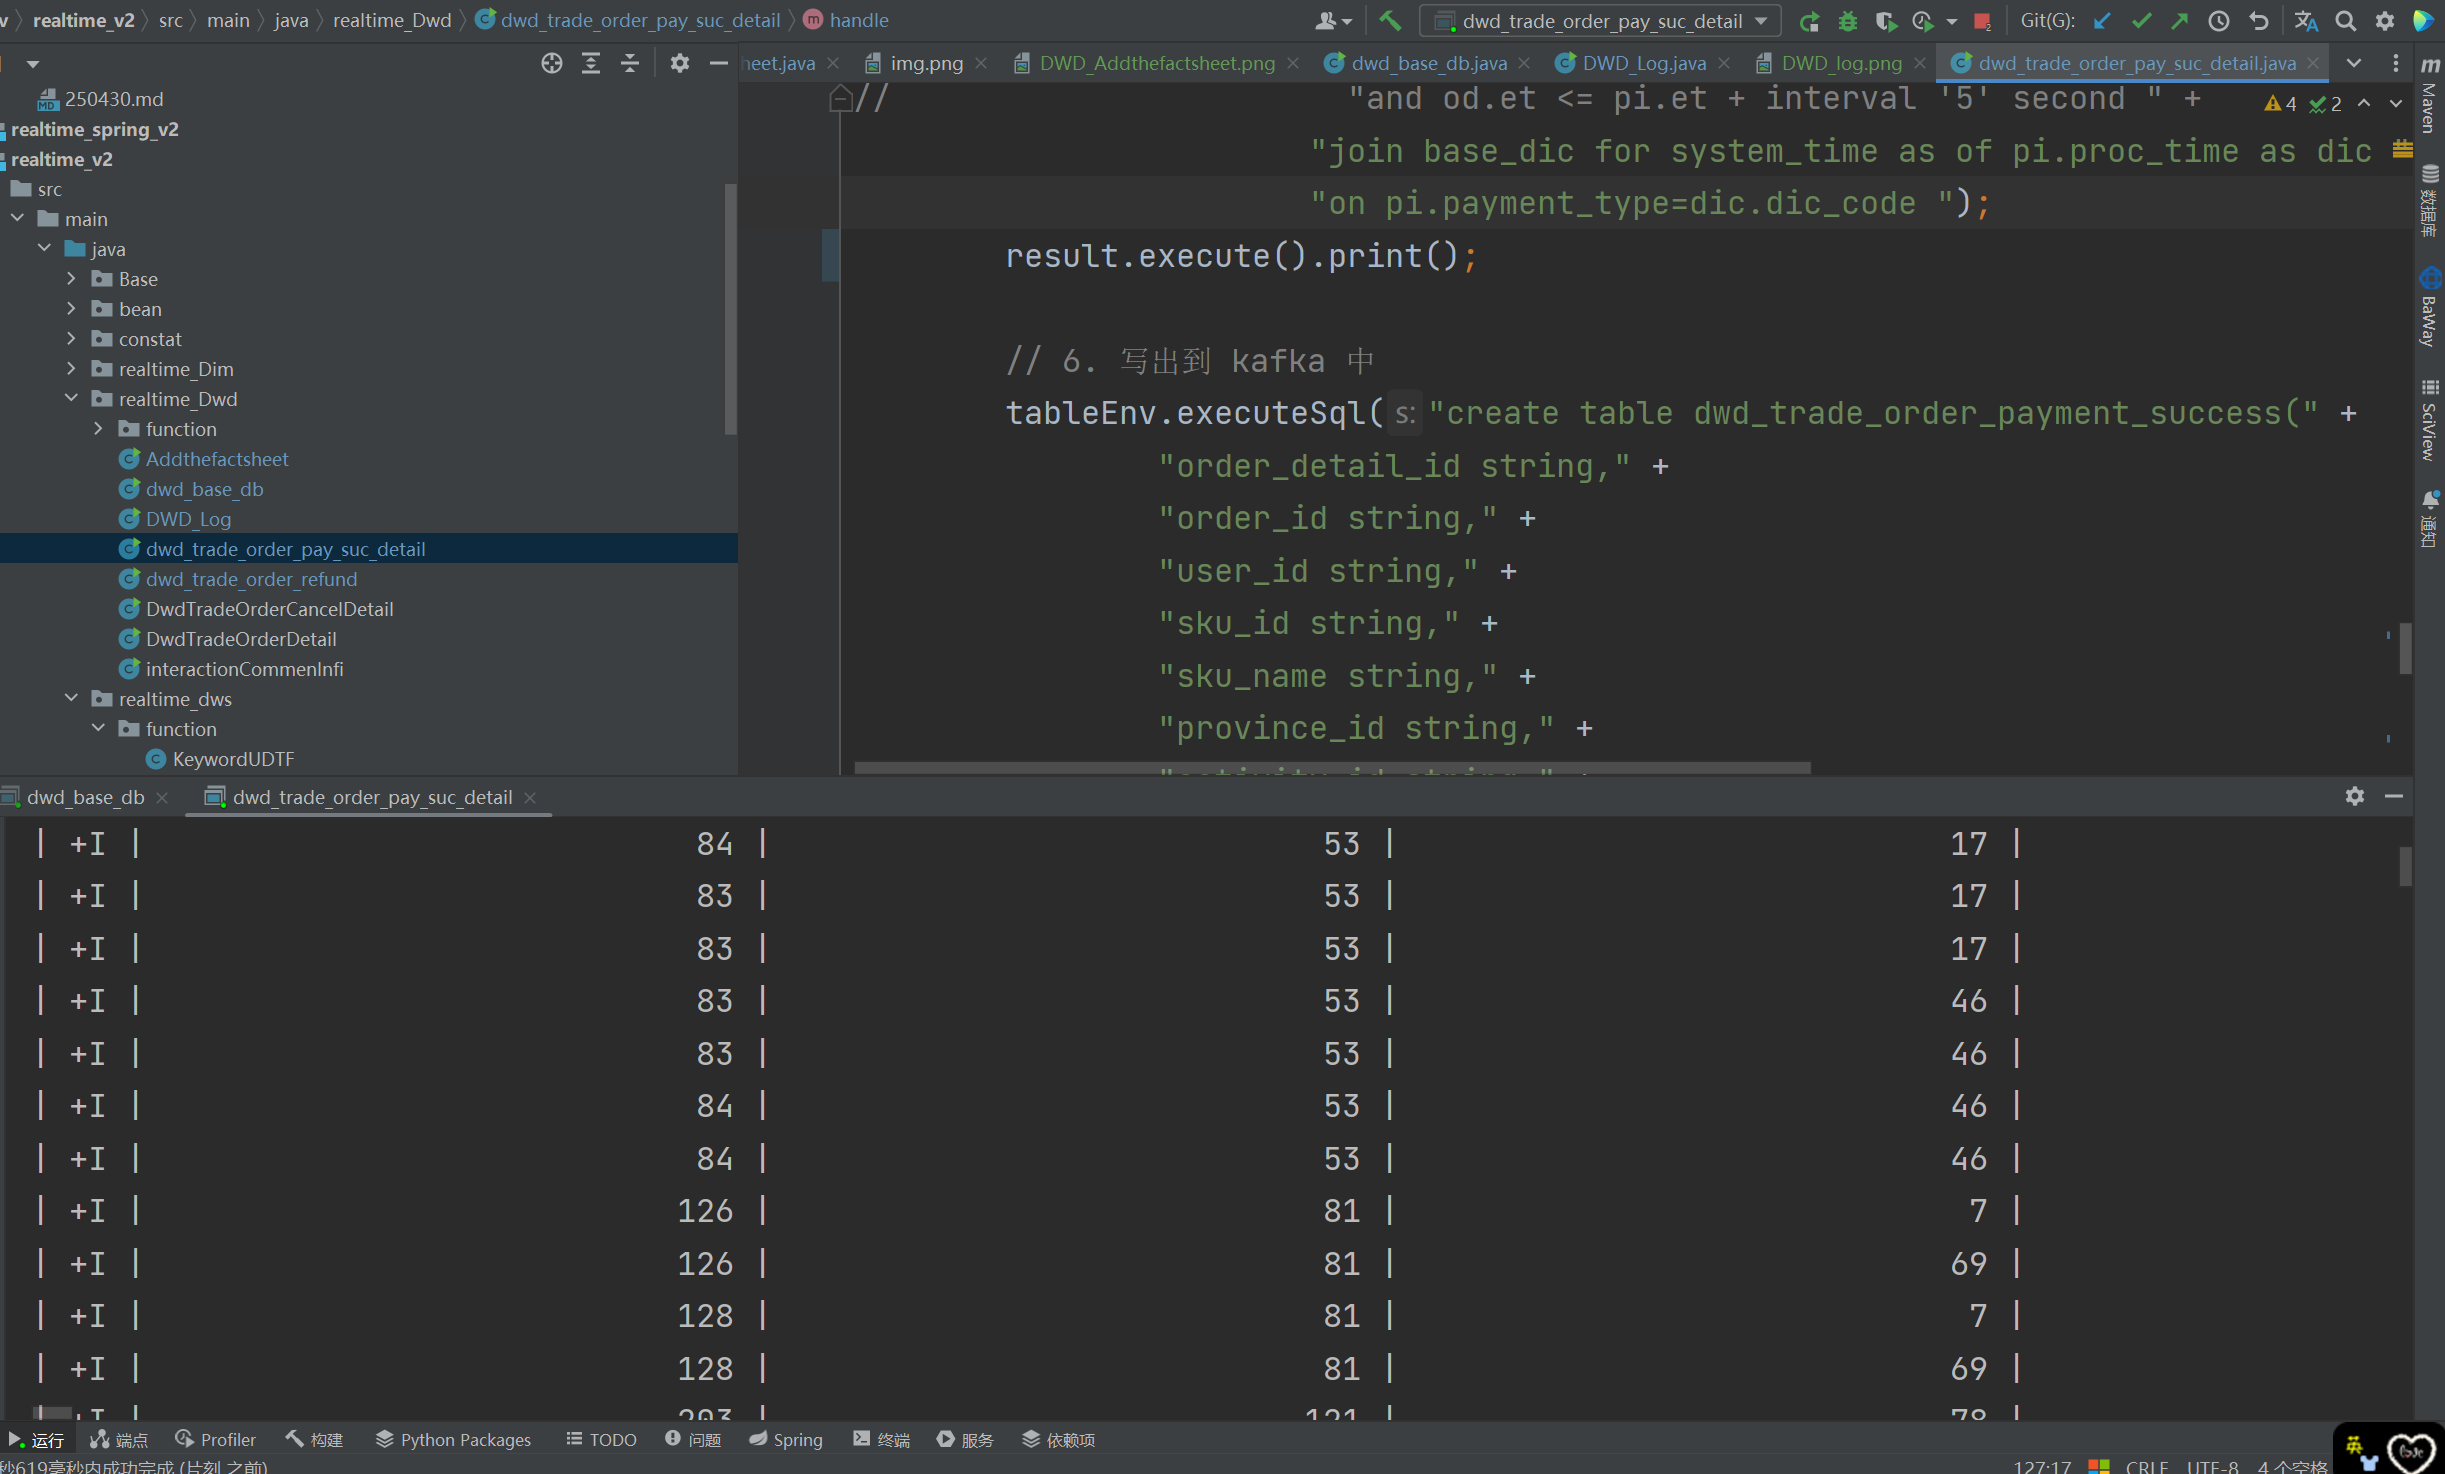 realtime_v2 src main java realtime_Dwd dwd_trade_order_pay_suc_detail handle
dwd_trade_order_pay_suc_detail
Git(G):
heet.java
img.png
DWD_Addthefactsheet.png
dwd_base_db.java
DWD_Log.java
DWD_log.png
dwd_trade_order_pay_suc_detail.java
250430.md
realtime_spring_v2
realtime_v2
src
main
java
Base
bean
constat
realtime_Dim
realtime_Dwd
function
Addthefactsheet
dwd_base_db
DWD_Log
dwd_trade_order_pay_suc_detail
dwd_trade_order_refund
DwdTradeOrderCancelDetail
DwdTradeOrderDetail
interactionCommenInfi
realtime_dws
function
KeywordUDTF
// "and od.et <= pi.et + interval '5' second " +
4 2
"join base_dic for system_time as of pi.proc_time as dic
"on pi.payment_type=dic.dic_code ");
result.execute().print();
// 6. 写出到 kafka 中
tableEnv.executeSql( s: "create table dwd_trade_order_payment_success(" +
"order_detail_id string," +
"order_id string," +
"user_id string," +
"sku_id string," +
"sku_name string," +
"province_id string," +
Maven
数据库
BaWay
SciView
通知
dwd_base_db
dwd_trade_order_pay_suc_detail
| +I | 84 | 53 | 17 |
| +I | 83 | 53 | 17 |
| +I | 83 | 53 | 17 |
| +I | 83 | 53 | 46 |
| +I | 83 | 53 | 46 |
| +I | 84 | 53 | 46 |
| +I | 84 | 53 | 46 |
| +I | 126 | 81 | 7 |
| +I | 126 | 81 | 69 |
| +I | 128 | 81 | 7 |
| +I | 128 | 81 | 69 |
| +I | 203 | 121 | 78 |
运行 端点 Profiler 构建 Python Packages TODO 问题 Spring 终端 服务 依赖项
秒619毫秒内成功完成 (片刻 之前)
127:17 CRLF UTF-8 4 个空格
英